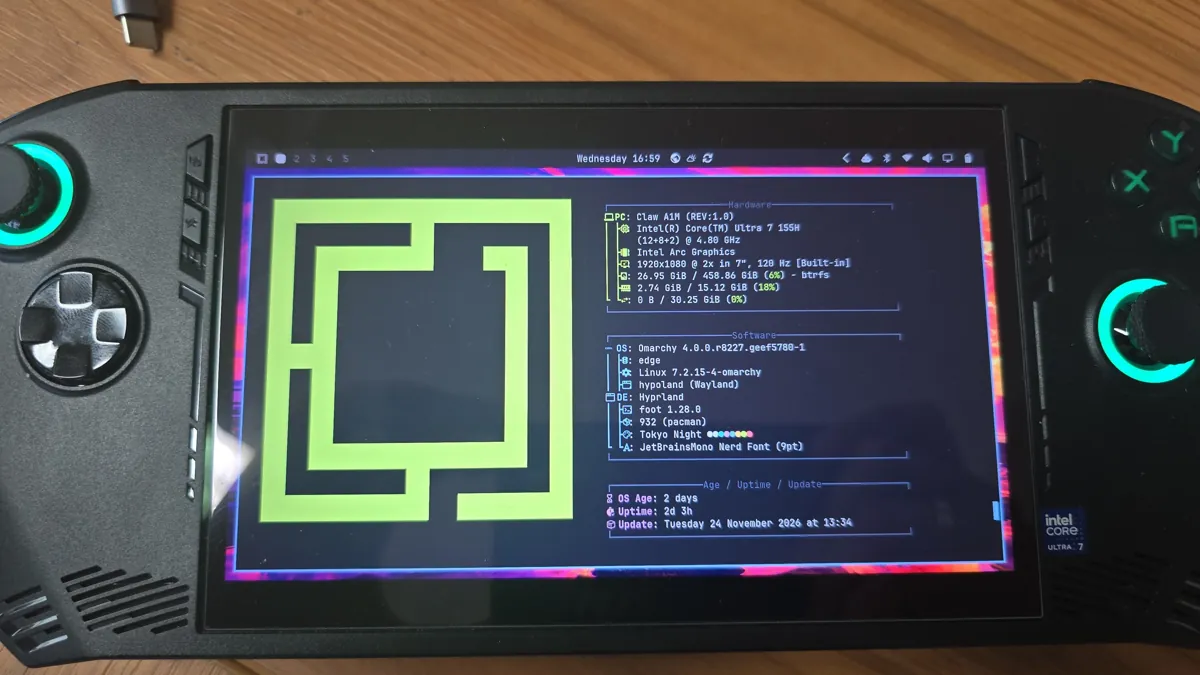 2 3 4 5
Wednesday 16:59
Hardware
PC: Claw A1M (REV:1.0)
Intel(R) Core(TM) Ultra 7 155H
(12+8+2) @ 4.80 GHz
Intel Arc Graphics
1920x1080 @ 2x in 7", 120 Hz [Built-in]
26.95 GiB / 458.86 GiB (6%) - btrfs
2.74 GiB / 15.12 GiB (18%)
0 B / 30.25 GiB (0%)
Software
OS: Omarchy 4.0.0.r8227.geef5780-1
edge
Linux 7.2.15-4-omarchy
hypoland (Wayland)
DE: Hyprland
foot 1.28.0
932 (pacman)
Tokyo Night
A: JetBrainsMono Nerd Font (9pt)
Age / Uptime / Update
OS Age: 2 days
Uptime: 2d 3h
Update: Tuesday 24 November 2026 at 13:34
Y
X
A
intel
CORE
ULTRA 7